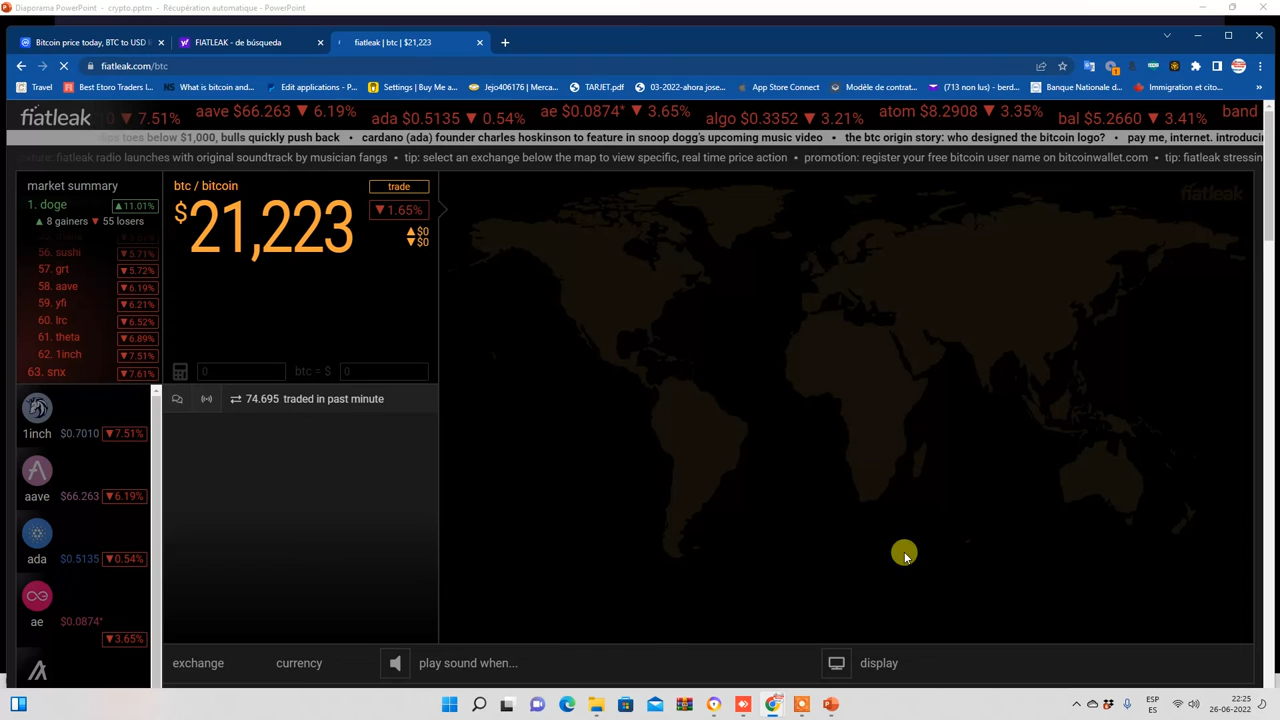 Diaporama PowerPoint - crypto.pptm - Récupération automatique - PowerPoint
Bitcoin price today, BTC to USD
FIATLEAK - de búsqueda
fiatleak | btc | $21,223
fiatleak.com/btc
Travel
Best Etoro Traders I...
What is bitcoin and...
Edit applications - P...
Settings | Buy Me a...
Jejo406176 | Mercad...
TARJET.pdf
03-2022-ahora jose...
App Store Connect
Modèle de contrat...
(713 non lus) - berd...
Banque Nationale d...
Immigration et cito...
fiatleak
7.51%
aave $66.263 ▼ 6.19%
ada $0.5135 ▼ 0.54%
ae $0.0874* ▼ 3.65%
algo $0.3352 ▼ 3.21%
atom $8.2908 ▼ 3.35%
bal $5.2660 ▼ 3.41%
band
toes below $1,000, bulls quickly push back • cardano (ada) founder charles hoskinson to feature in snoop dogg's upcoming music video • the btc origin story: who designed the bitcoin logo? • pay me, internet. introducin
fiatleak radio launches with original soundtrack by musician fangs • tip: select an exchange below the map to view specific, real time price action • promotion: register your free bitcoin user name on bitcoinwallet.com • tip: fiatleak stressin
market summary
1. doge ▲11.01%
▲ 8 gainers ▼ 55 losers
56. sushi ▼5.71%
57. grt ▼5.72%
58. aave ▼6.19%
59. yfi ▼6.21%
60. lrc ▼6.52%
61. theta ▼6.89%
62. 1inch ▼7.51%
63. snx ▼7.61%
btc / bitcoin
trade
$21,223
▼1.65%
▲$0
▼$0
fiatleak
0 btc = $ 0
74.695 traded in past minute
1inch $0.7010 ▼7.51%
aave $66.263 ▼6.19%
ada $0.5135 ▼0.54%
ae $0.0874*
▼3.65%
exchange
currency
play sound when...
display
ESP
ES
22:25
26-06-2022